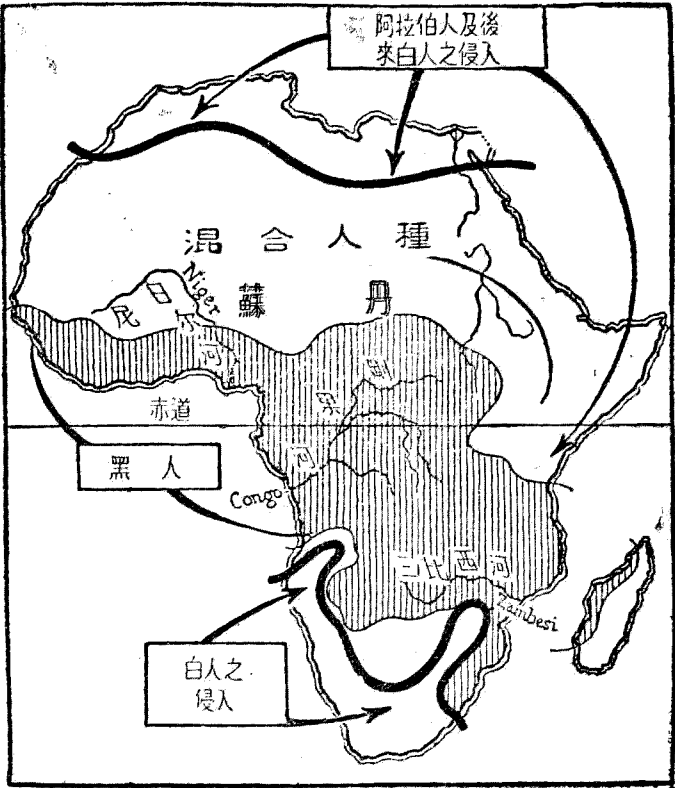 阿拉伯人及後
來白人之侵入
混合人種
蘇丹
尼日尔河
Niger
赤道
黑人
河
Congo
三比西河
Zambesi
白人之
侵入